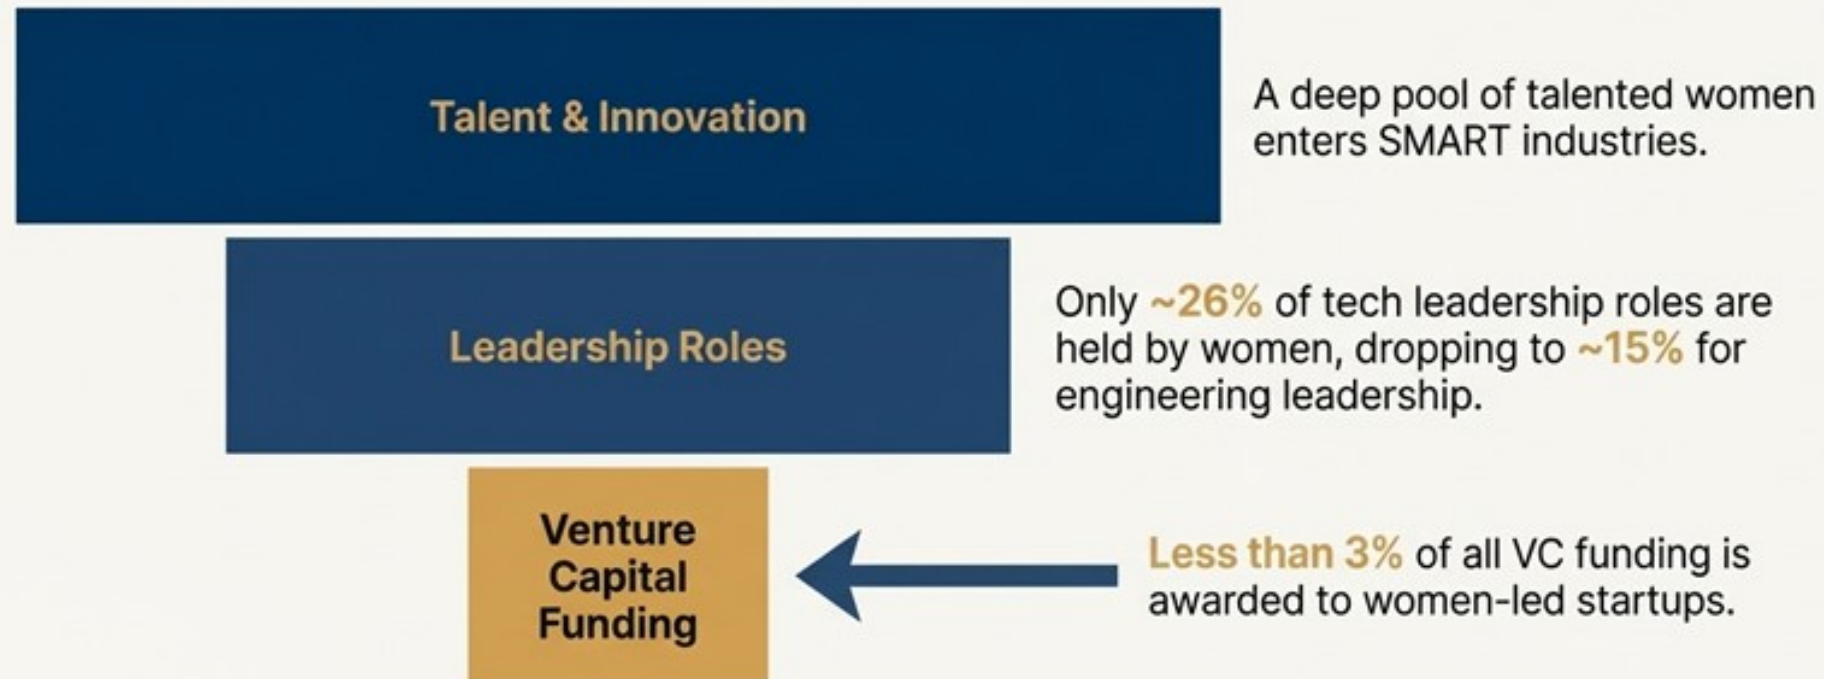 Talent & Innovation
A deep pool of talented women
enters SMART industries.
Leadership Roles
Only ~26% of tech leadership roles are
held by women, dropping to ~15% for
engineering leadership.
Venture
Capital
Funding
Less than 3% of all VC funding is
awarded to women-led startups.